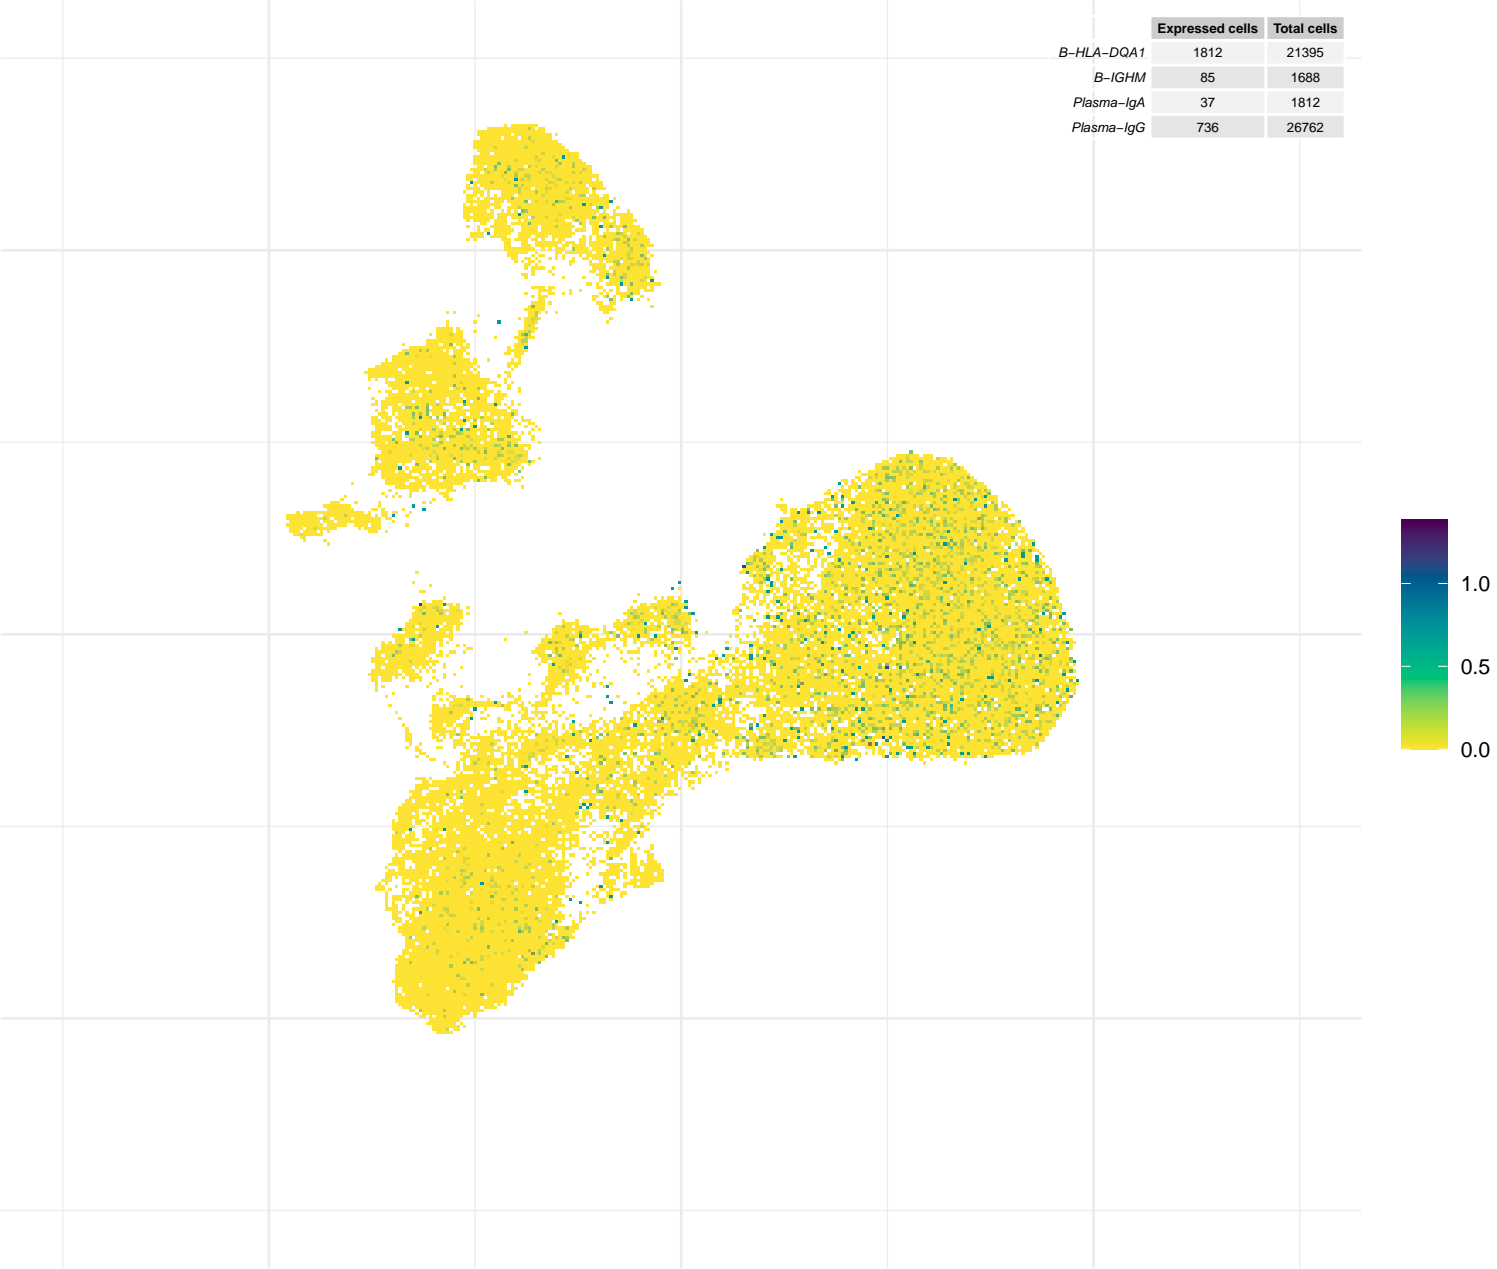 Expressed cells Total cells
B−HLA−DQA1 1812 21395
B−IGHM 85 1688
Plasma−IgA 37 1812
Plasma−IgG 736 26762
1.0
0.5
0.0